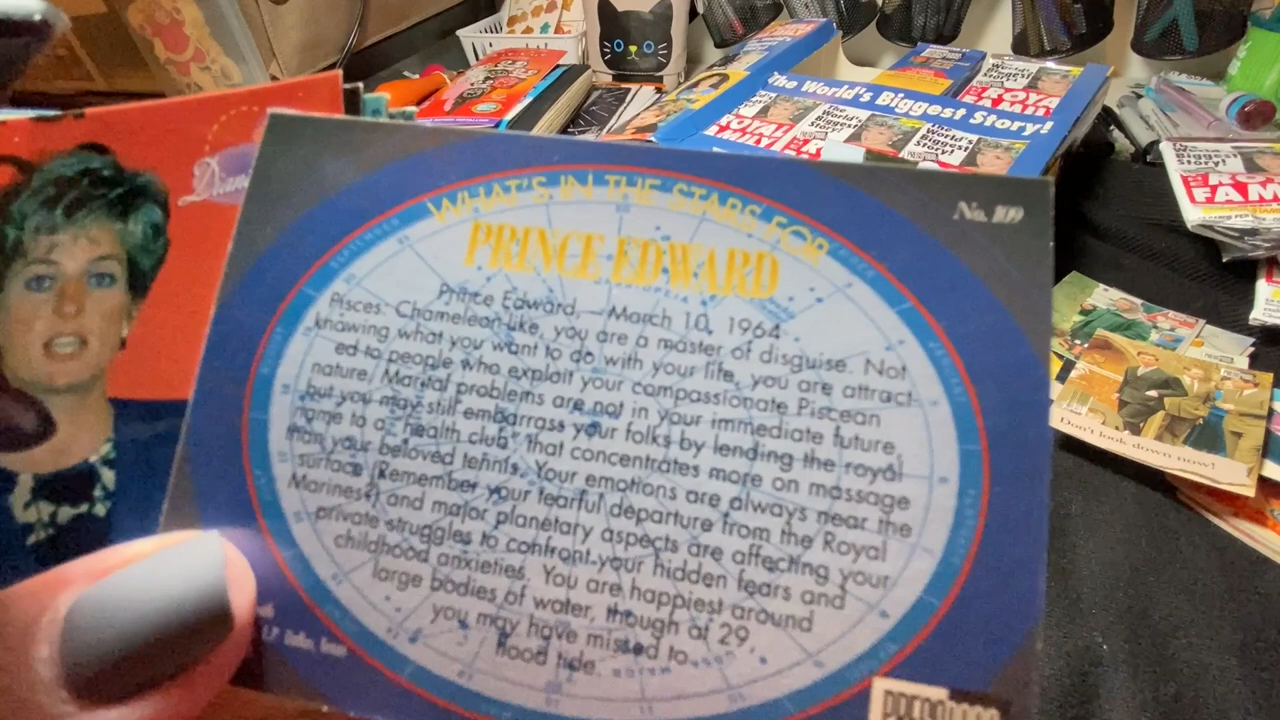 The World's Biggest Story!
ROYAL
FAMILY
The World's
Biggest
Story!
Diana
No. 109
WHAT'S IN THE STARS FOR
PRINCE EDWARD
Prince Edward, March 10, 1964
Pisces: Chameleon-like, you are a master of disguise. Not
knowing what you want to do with your life, you are attract-
ed to people who exploit your compassionate Piscean
nature. Marital problems are not in your immediate future,
but you may still embarrass your folks by lending the royal
name to a "health club" that concentrates more on massage
than your beloved tennis. Your emotions are always near the
surface (Remember your tearful departure from the Royal
Marines?) and major planetary aspects are affecting your
private struggles to confront your hidden fears and
childhood anxieties. You are happiest around
large bodies of water, though at 29,
you may have missed to
flood tide.
Don't look down now!